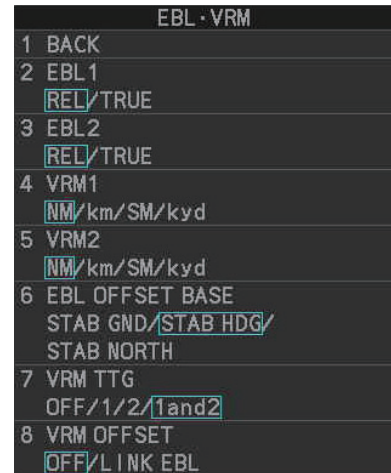 EBL・VRM
1 BACK
2 EBL1
REL/TRUE
3 EBL2
REL/TRUE
4 VRM1
NM/km/SM/kyd
5 VRM2
NM/km/SM/kyd
6 EBL OFFSET BASE
STAB GND/STAB HDG/
STAB NORTH
7 VRM TTG
OFF/1/2/1and2
8 VRM OFFSET
OFF/LINK EBL